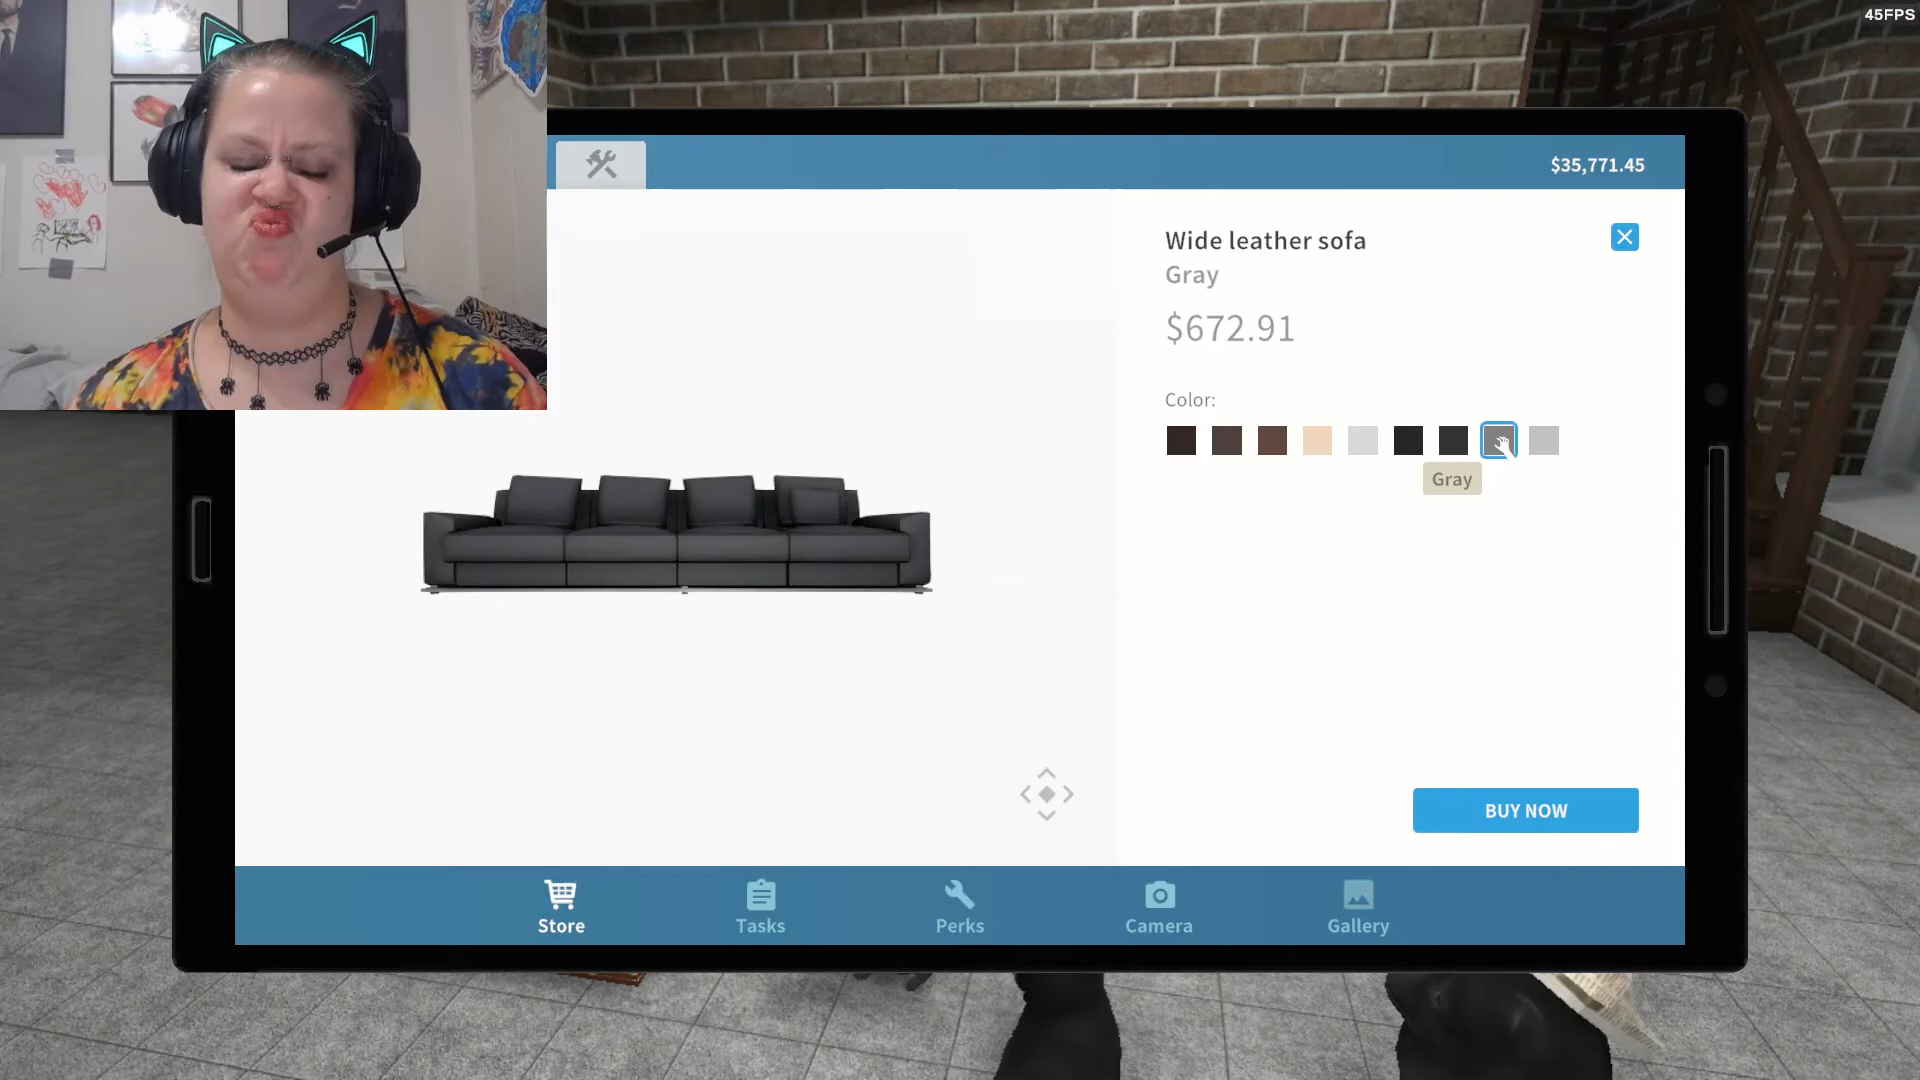 45FPS
$35,771.45
Wide leather sofa
Gray
$672.91
Color:
Gray
BUY NOW
Store
Tasks
Perks
Camera
Gallery